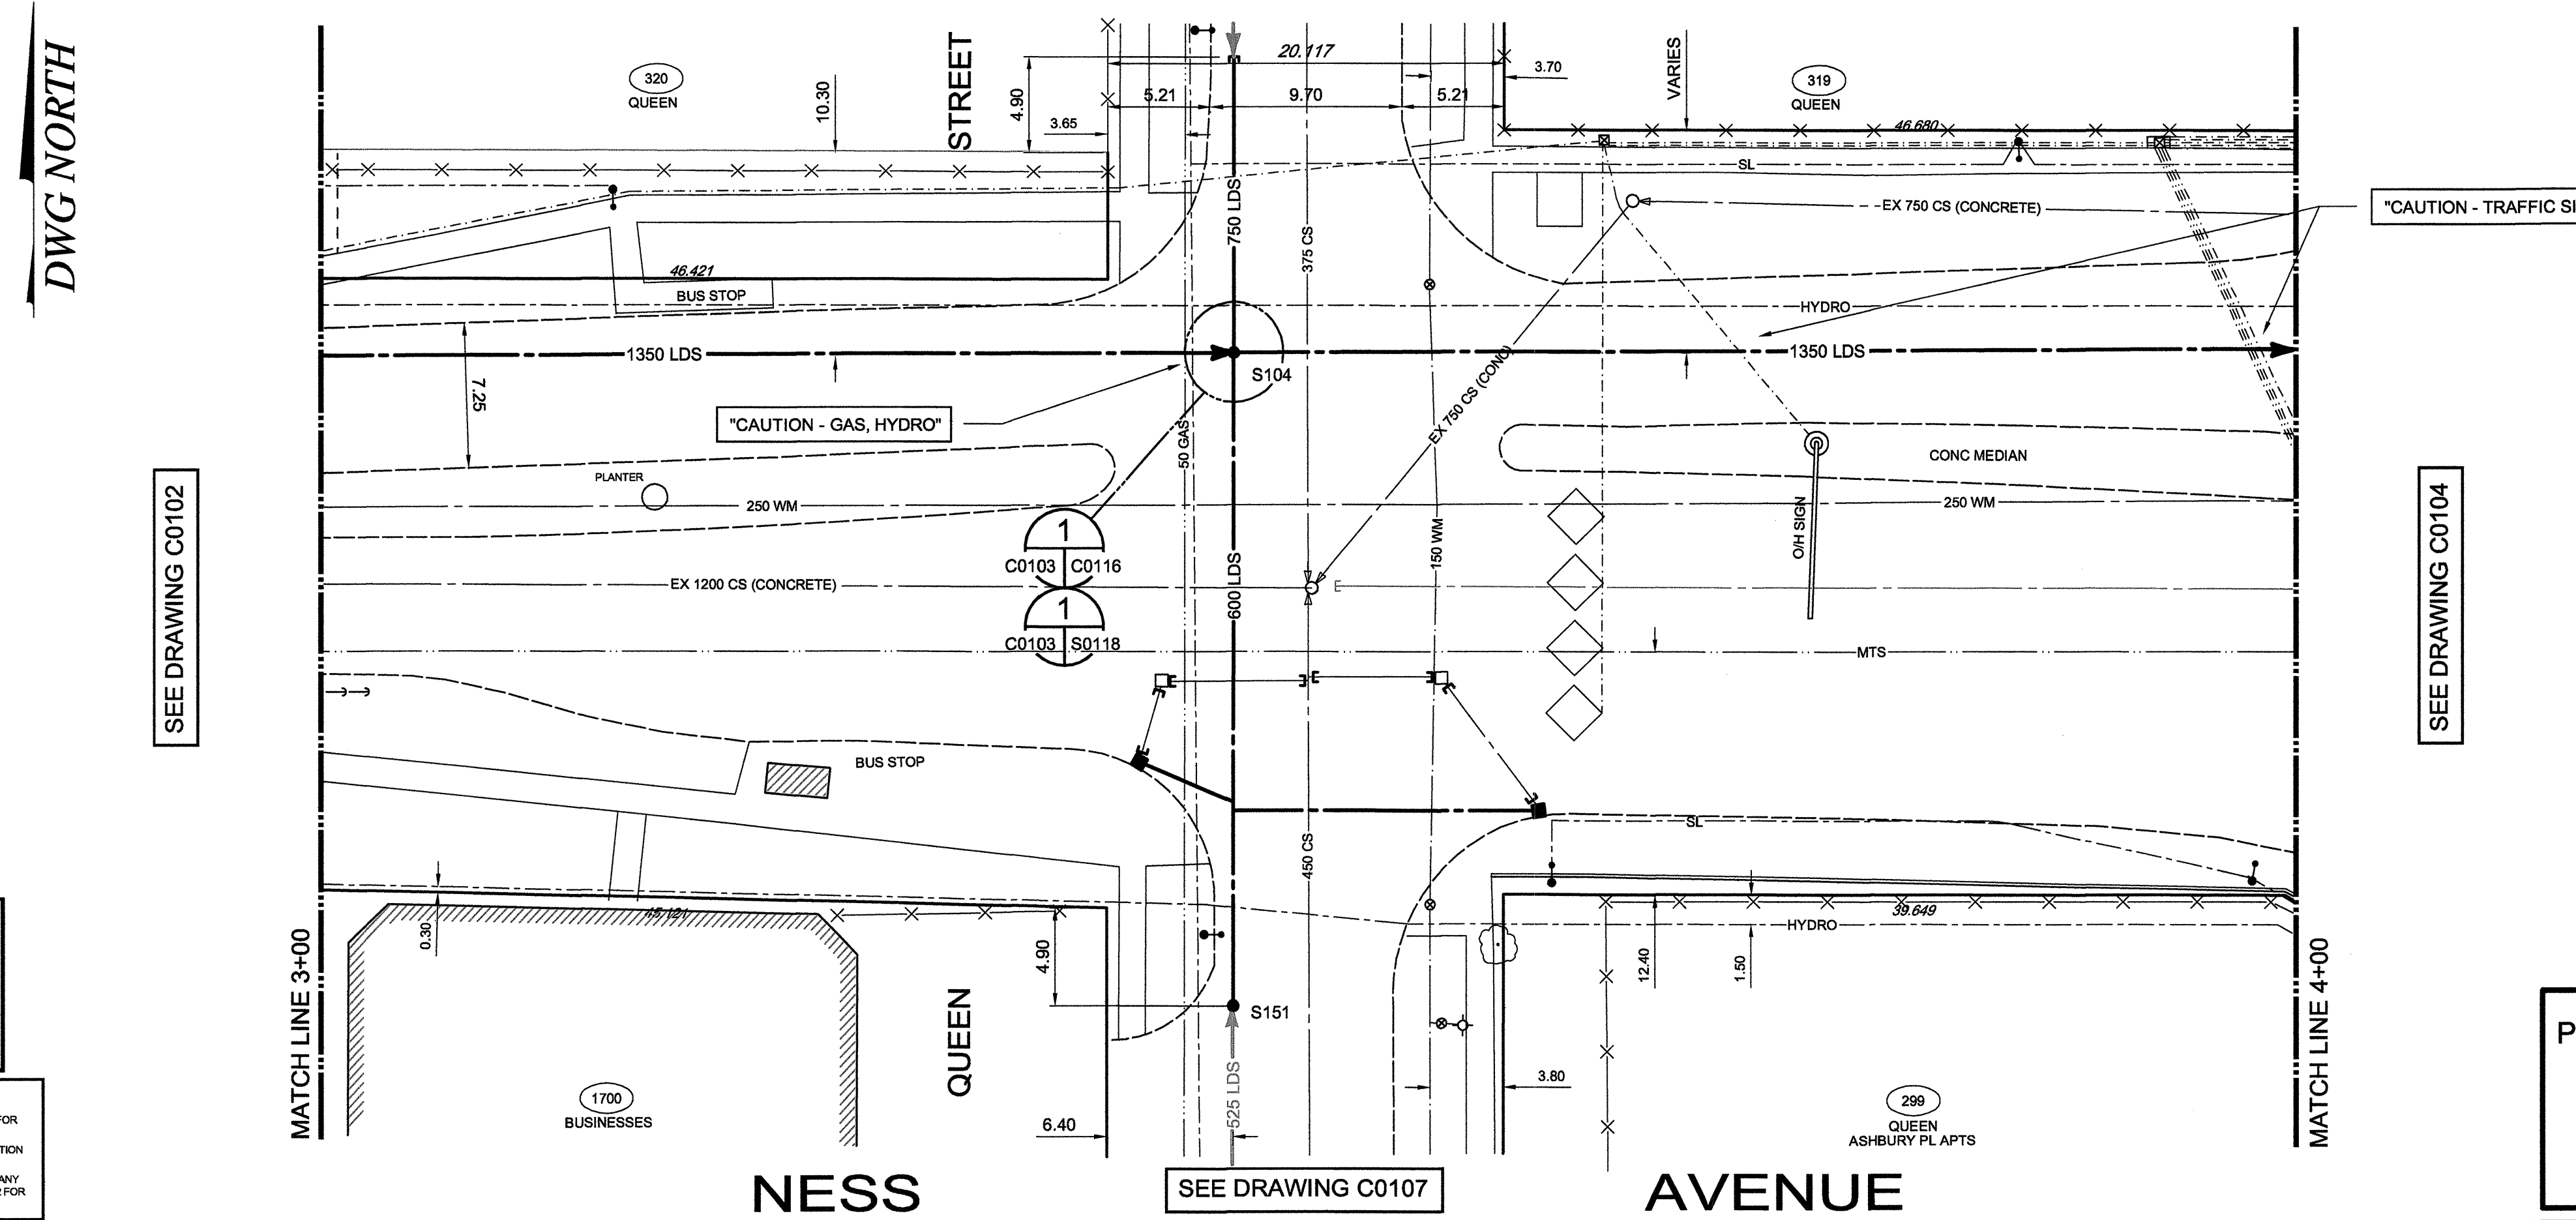 DWG NORTH
SEE DRAWING C0102
MATCH LINE 3+00
320
QUEEN
10.30
STREET
4.90
20.117
3.70
VARIES
319
QUEEN
5.21
9.70
5.21
3.65
46.680
SL
750 LDS
375 CS
EX 750 CS (CONCRETE)
"CAUTION - TRAFFIC
46.421
BUS STOP
HYDRO
1350 LDS
1350 LDS
S104
7.25
"CAUTION - GAS, HYDRO"
EX 750 CS (CONC)
50 GAS
CONC MEDIAN
PLANTER
250 WM
250 WM
O/H SIGN
150 WM
1
C0103
C0116
EX 1200 CS (CONCRETE)
E
600 LDS
1
C0103
S0118
MTS
SEE DRAWING C0104
BUS STOP
SL
450 CS
45.121
0.30
39.649
HYDRO
4.90
12.40
1.50
S151
QUEEN
525 LDS
3.80
1700
BUSINESSES
6.40
299
QUEEN
ASHBURY PL APTS
MATCH LINE 4+00
P
FOR
ANY
FOR
NESS
SEE DRAWING C0107
AVENUE